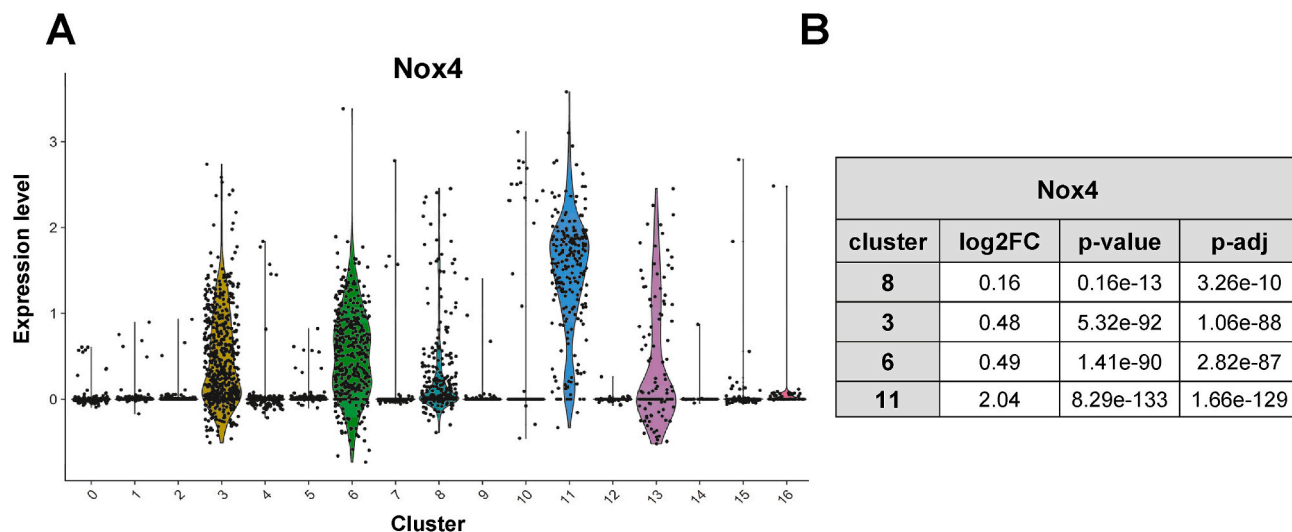 A
B
Nox4
Expression level
3
2
1
0
0 1 2 3 4 5 6 7 8 9 10 11 12 13 14 15 16
Cluster
Nox4
cluster log2FC p-value p-adj
8 0.16 0.16e-13 3.26e-10
3 0.48 5.32e-92 1.06e-88
6 0.49 1.41e-90 2.82e-87
11 2.04 8.29e-133 1.66e-129